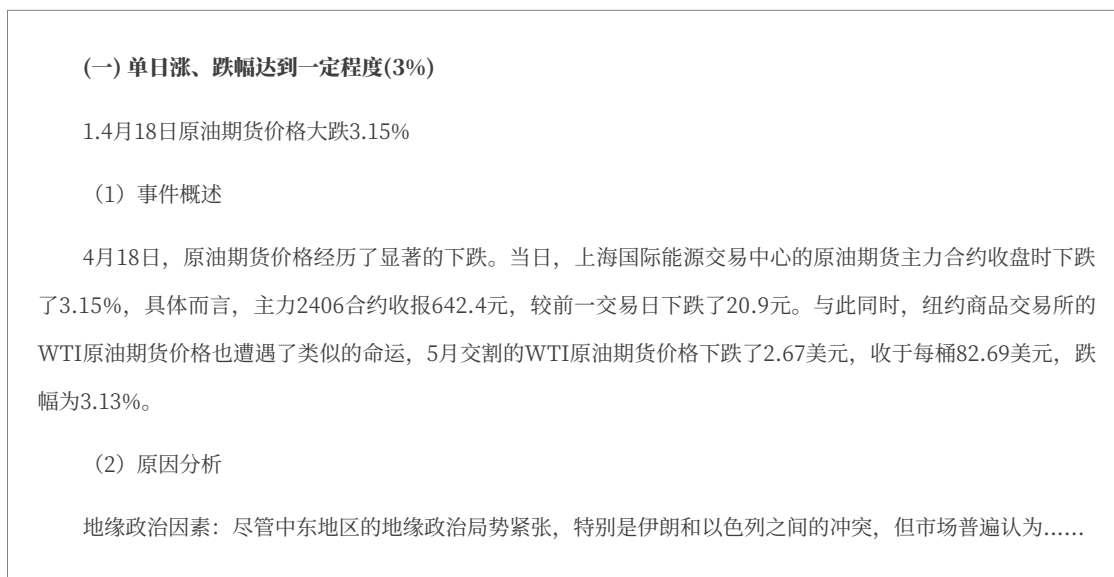 (一) 单日涨、跌幅达到一定程度(3%)
1.4月18日原油期货价格大跌3.15%
（1）事件概述
4月18日，原油期货价格经历了显著的下跌。当日，上海国际能源交易中心的原油期货主力合约收盘时下跌
了3.15%，具体而言，主力2406合约收报642.4元，较前一交易日下跌了20.9元。与此同时，纽约商品交易所的
WTI原油期货价格也遭遇了类似的命运，5月交割的WTI原油期货价格下跌了2.67美元，收于每桶82.69美元，跌
幅为3.13%。
（2）原因分析
地缘政治因素：尽管中东地区的地缘政治局势紧张，特别是伊朗和以色列之间的冲突，但市场普遍认为……